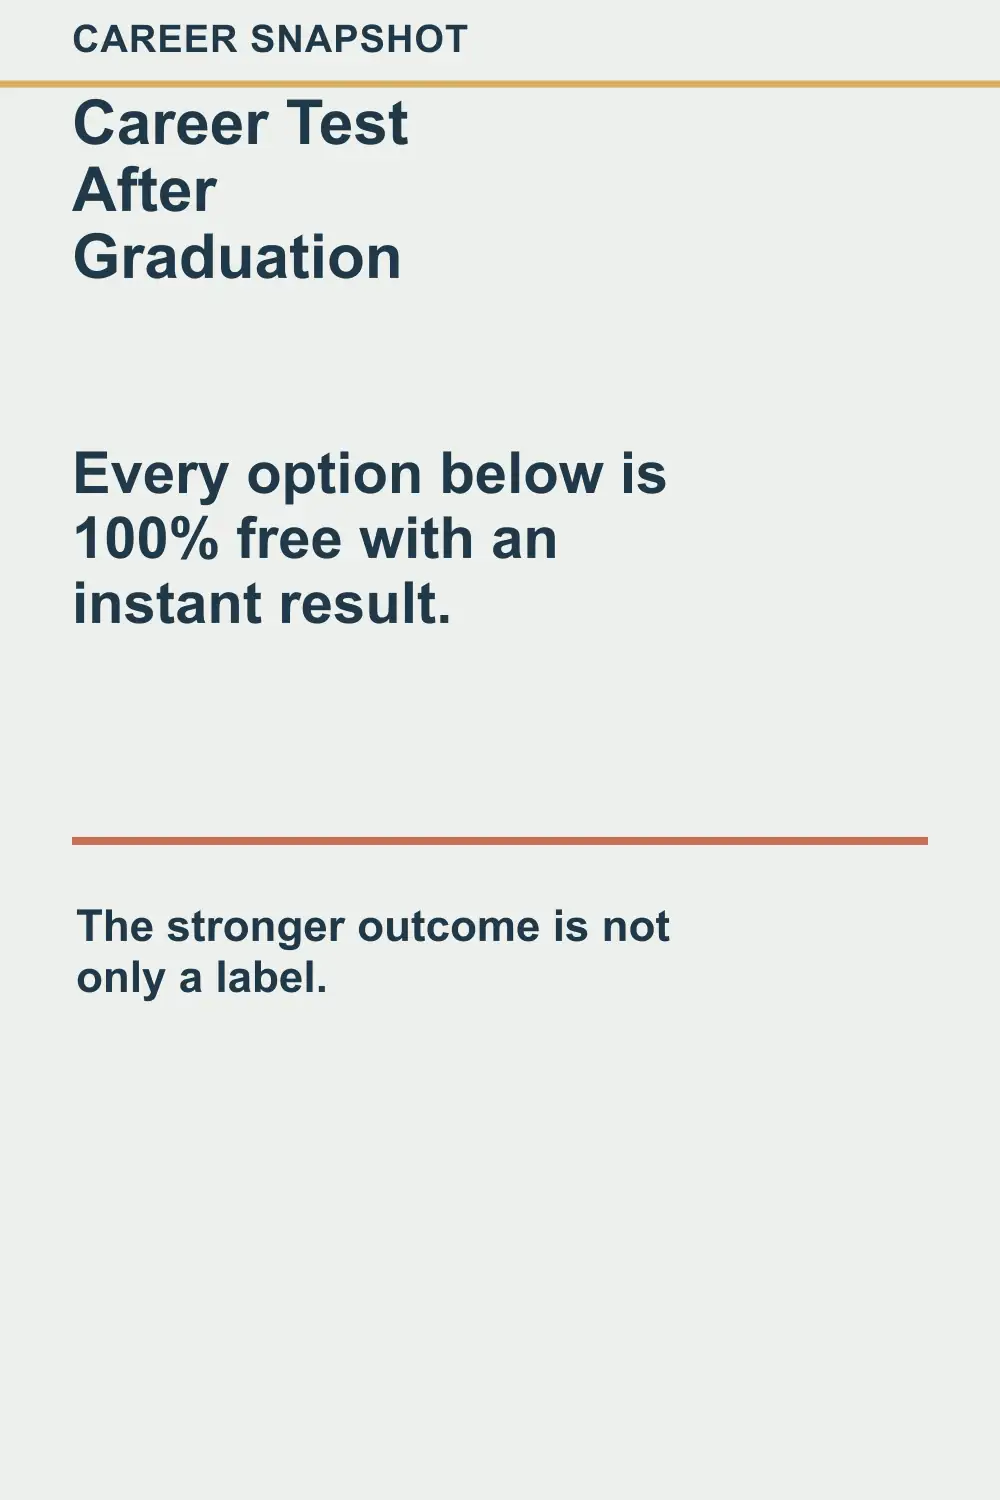 CAREER SNAPSHOT
Career Test
After
Graduation
Every option below is
100% free with an
instant result.
The stronger outcome is not
only a label.